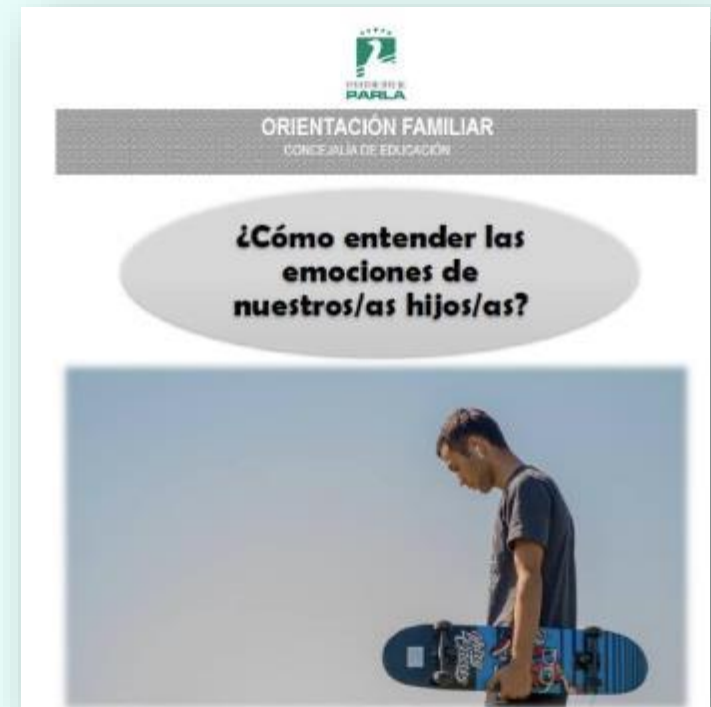 PARLA
ORIENTACIÓN FAMILIAR
CONCEJALÍA DE EDUCACIÓN
¿Cómo entender las
emociones de
nuestros/as hijos/as?